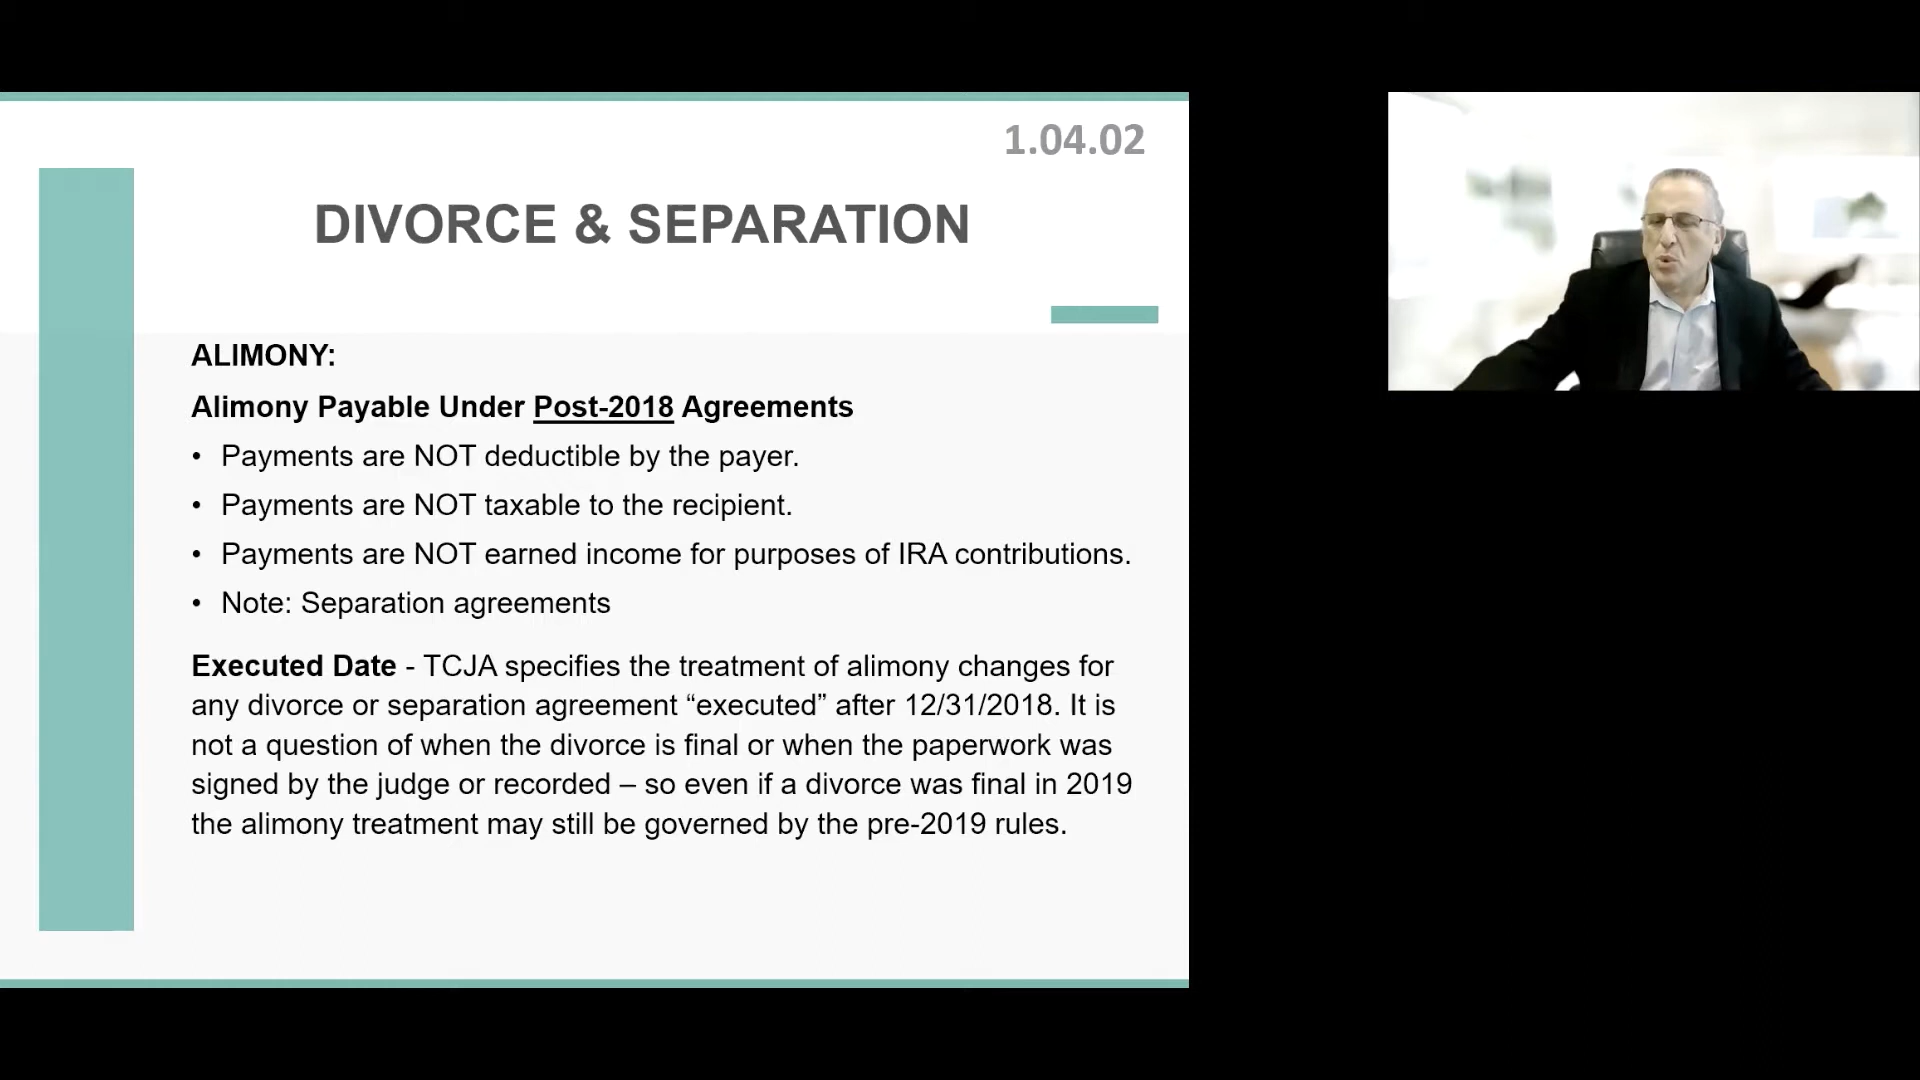 1.04.02
DIVORCE & SEPARATION
ALIMONY:
Alimony Payable Under Post-2018 Agreements
• Payments are NOT deductible by the payer.
• Payments are NOT taxable to the recipient.
• Payments are NOT earned income for purposes of IRA contributions.
• Note: Separation agreements
Executed Date - TCJA specifies the treatment of alimony changes for
any divorce or separation agreement “executed” after 12/31/2018. It is
not a question of when the divorce is final or when the paperwork was
signed by the judge or recorded – so even if a divorce was final in 2019
the alimony treatment may still be governed by the pre-2019 rules.